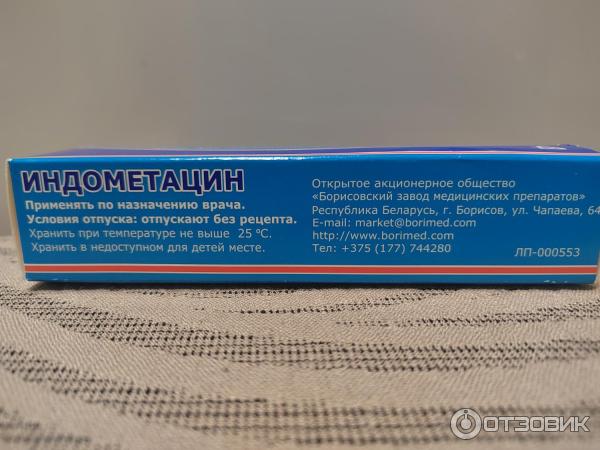 ИНДОМЕТАЦИН
Применять по назначению врача.
Условия отпуска: отпускают без рецепта.
Хранить при температуре не выше 25 °С.
Хранить в недоступном для детей месте.
Открытое акционерное общество
«Борисовский завод медицинских препаратов»
Республика Беларусь, г. Борисов, ул. Чапаева, 64
E-mail: market@borimed.com
http://www.borimed.com
Тел: +375 (177) 744280
ЛП-000553
ОТЗОВИК